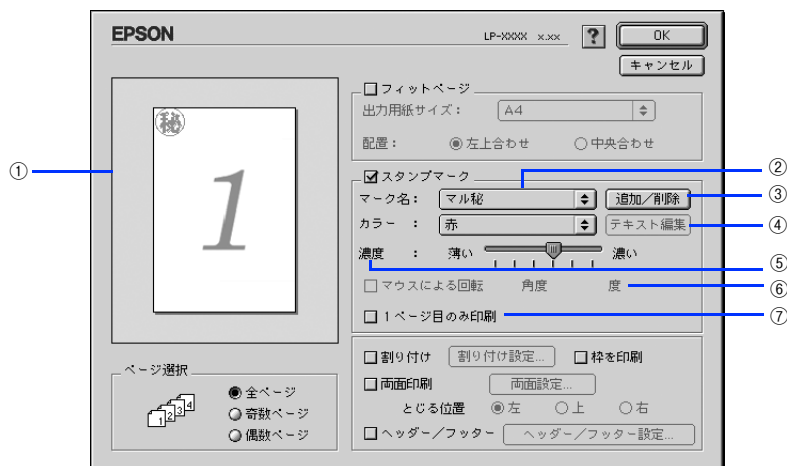 EPSON
LP-XXXX x.xx
?
OK
キャンセル
秘
1
①
フィットページ
出力用紙サイズ： A4
配置： 左上合わせ 中央合わせ
スタンプマーク
②
マーク名： マル秘 追加／削除
③
カラー ： 赤 テキスト編集
④
濃度 ： 薄い 濃い
⑤
マウスによる回転 角度 度
⑥
1ページ目のみ印刷
⑦
ページ選択
1 2 3 4
全ページ
奇数ページ
偶数ページ
割り付け 割り付け設定... 枠を印刷
両面印刷 両面設定...
とじる位置 左 上 右
ヘッダー／フッター ヘッダー／フッター設定...